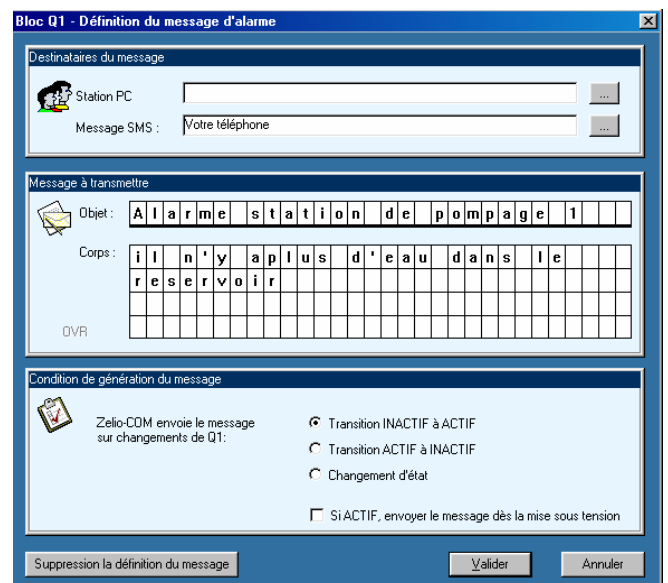 Bloc Q1 - Définition du message d'alarme
Destinataires du message
Station PC
...
Message SMS :
Votre téléphone
...
Message à transmettre
Objet :
Alarme station de pompage 1
Corps :
il n'y aplus d'eau dans le
reservoir
OVR
Condition de génération du message
Zelio-COM envoie le message
sur changements de Q1:
Transition INACTIF à ACTIF
Transition ACTIF à INACTIF
Changement d'état
Si ACTIF, envoyer le message dès la mise sous tension
Suppression la définition du message
Valider
Annuler